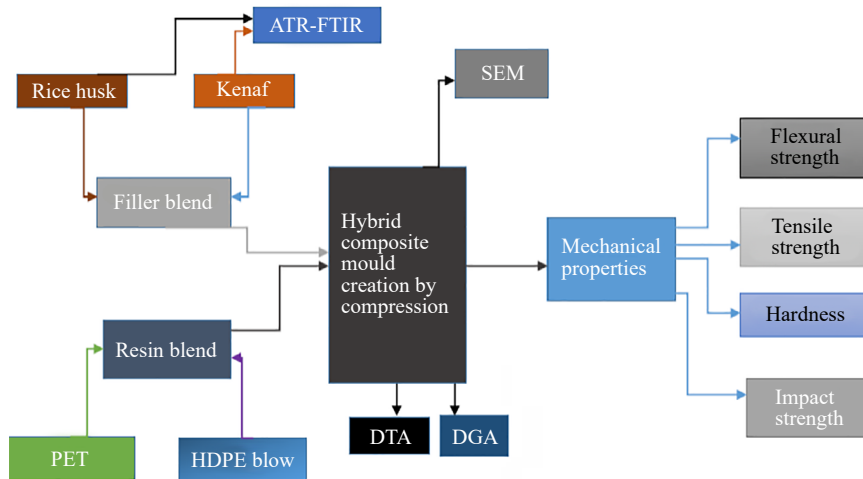 ATR-FTIR
SEM
Rice husk
Kenaf
Flexural
strength
Filler blend
Hybrid
composite
mould
creation by
compression
Mechanical
properties
Tensile
strength
Hardness
Resin blend
Impact
strength
DTA
DGA
PET
HDPE blow